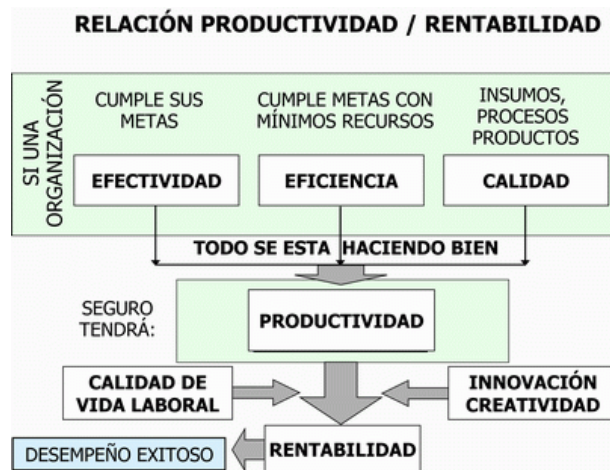 RELACIÓN PRODUCTIVIDAD / RENTABILIDAD
SI UNA
ORGANIZACIÓN
CUMPLE SUS
METAS
CUMPLE METAS CON
MÍNIMOS RECURSOS
INSUMOS,
PROCESOS
PRODUCTOS
EFECTIVIDAD
EFICIENCIA
CALIDAD
TODO SE ESTA HACIENDO BIEN
SEGURO
TENDRÁ:
PRODUCTIVIDAD
CALIDAD DE
VIDA LABORAL
INNOVACIÓN
CREATIVIDAD
RENTABILIDAD
DESEMPEÑO EXITOSO